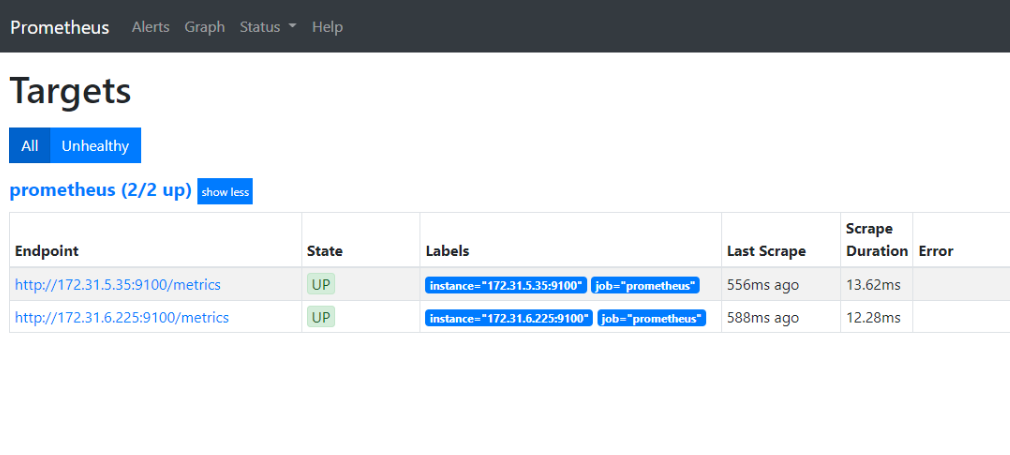 Prometheus Alerts Graph Status Help
Targets
All Unhealthy
prometheus (2/2 up) show less
Endpoint State Labels Last Scrape Scrape Duration Error
http://172.31.5.35:9100/metrics UP instance="172.31.5.35:9100" job="prometheus" 556ms ago 13.62ms
http://172.31.6.225:9100/metrics UP instance="172.31.6.225:9100" job="prometheus" 588ms ago 12.28ms